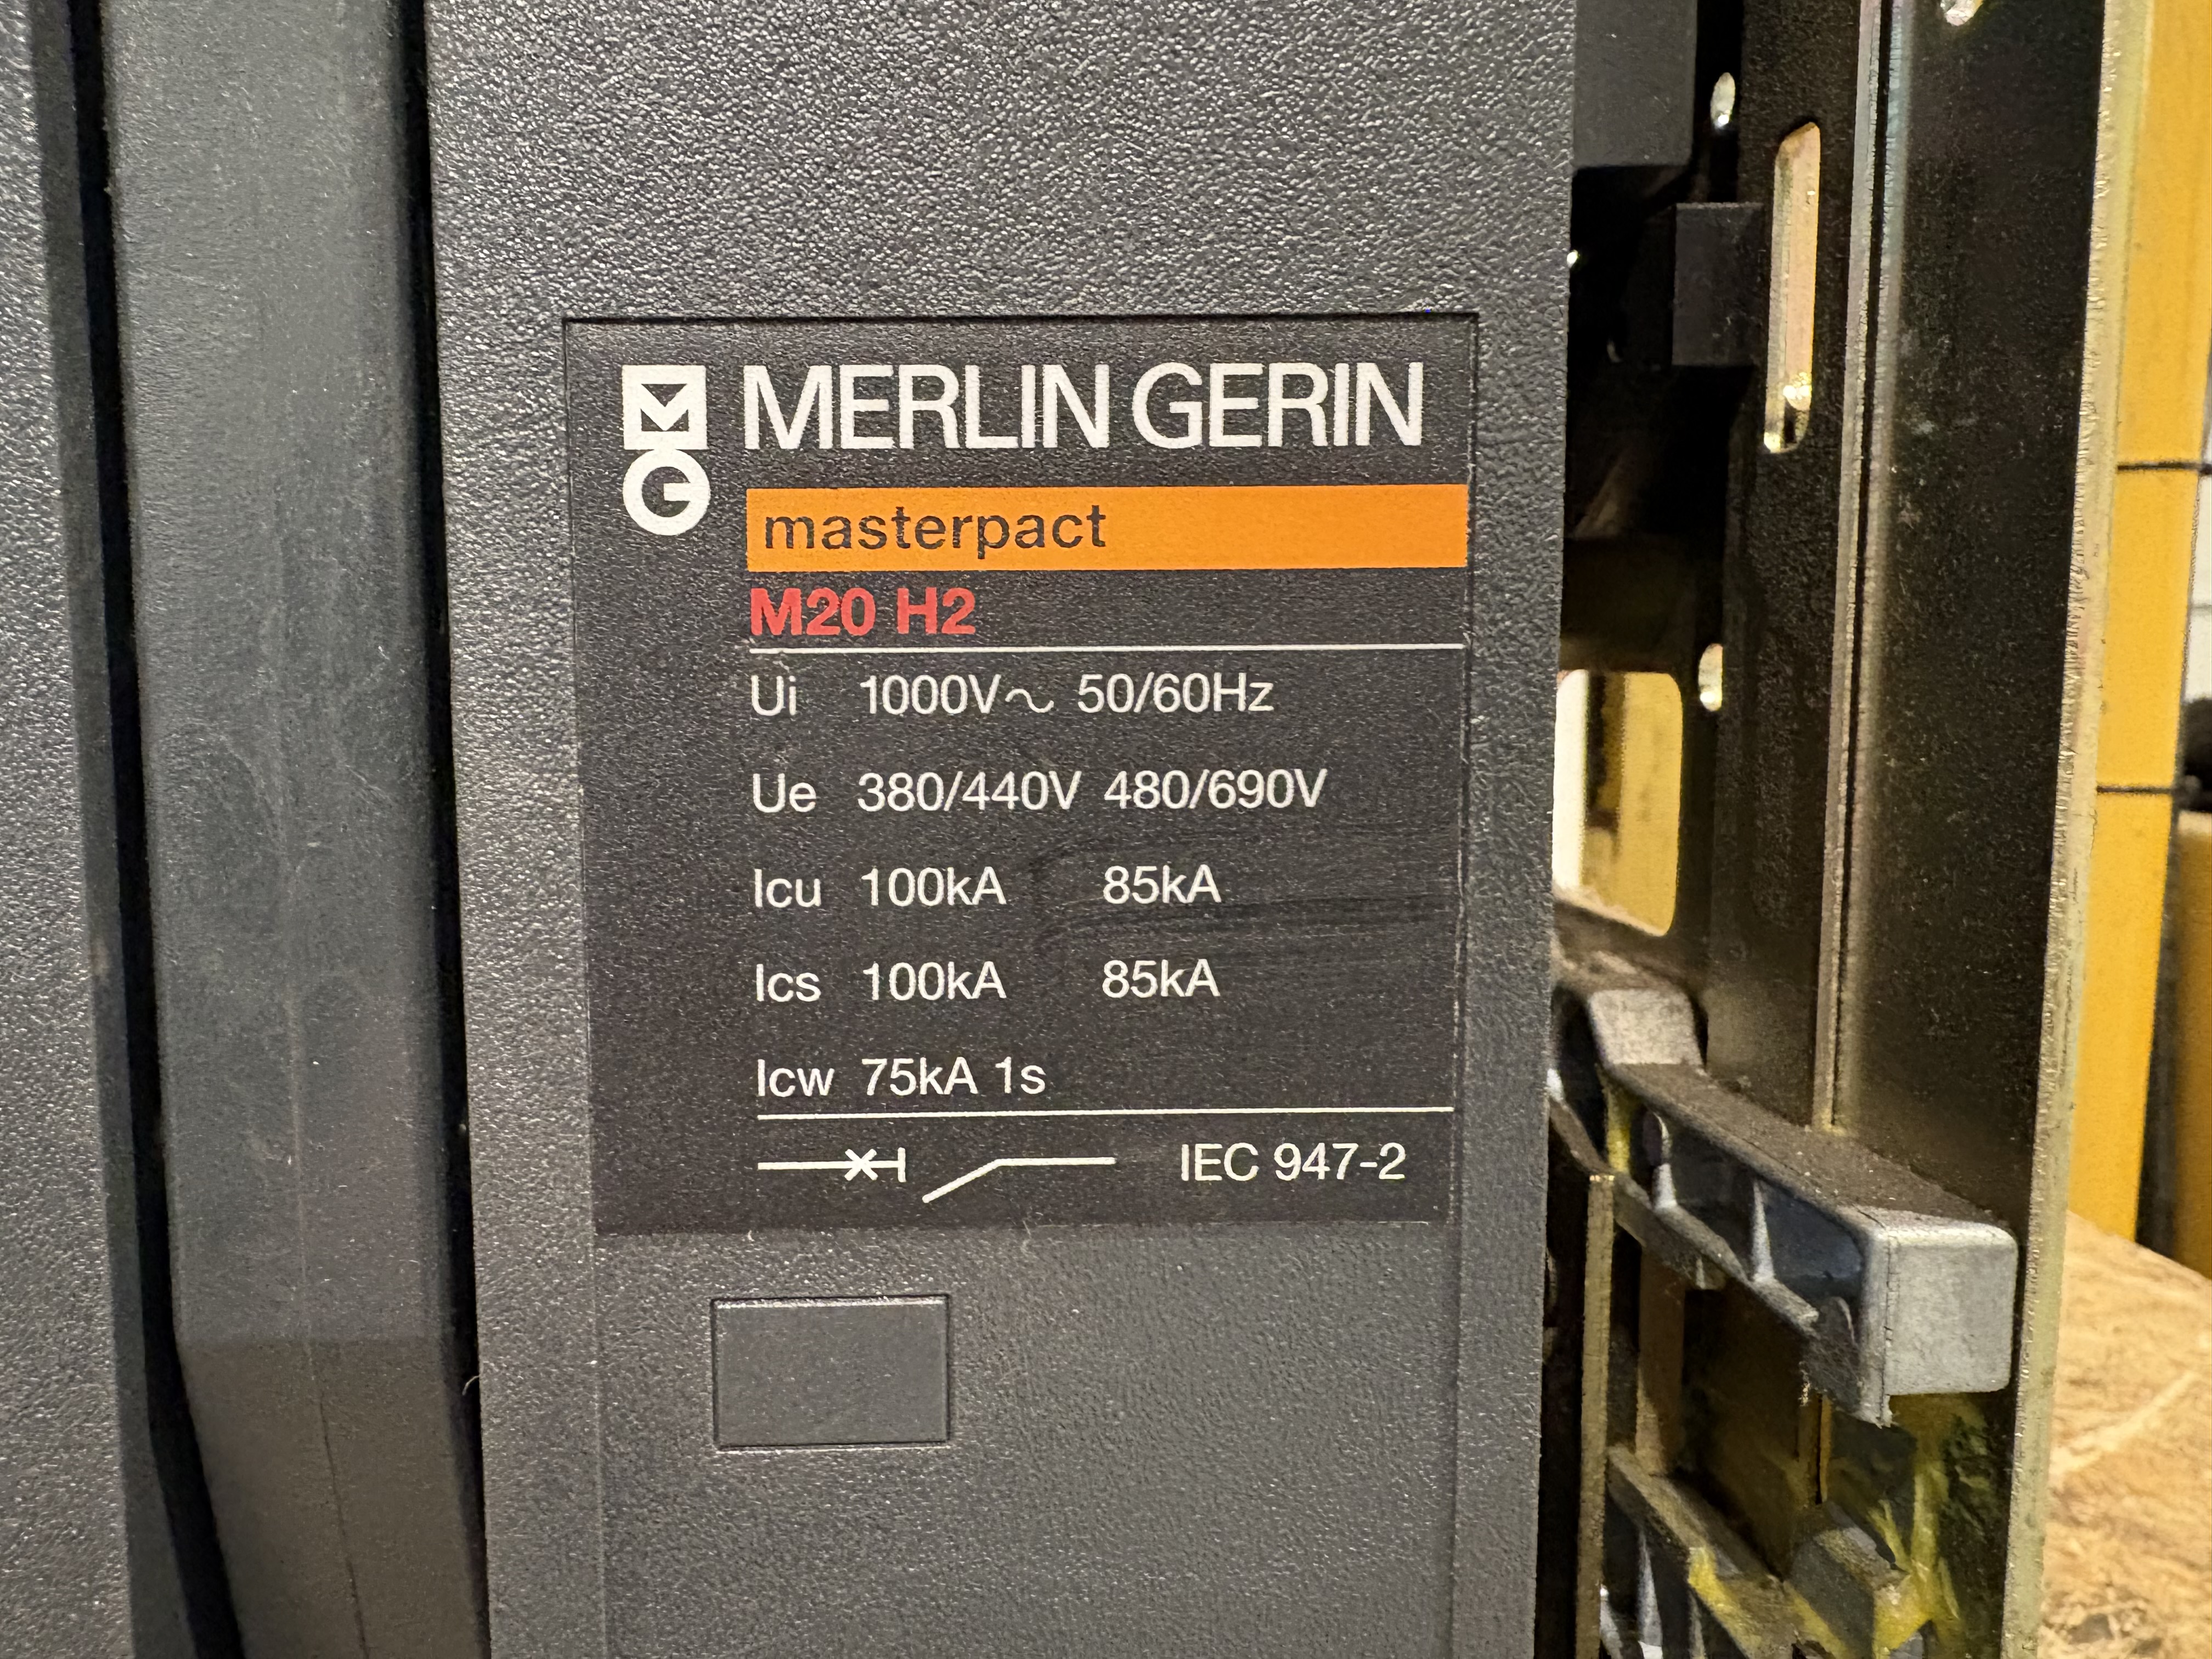 MG MERLIN GERIN
masterpact
M20 H2
Ui 1000V~ 50/60Hz
Ue 380/440V 480/690V
Icu 100kA 85kA
Ics 100kA 85kA
Icw 75kA 1s
IEC 947-2